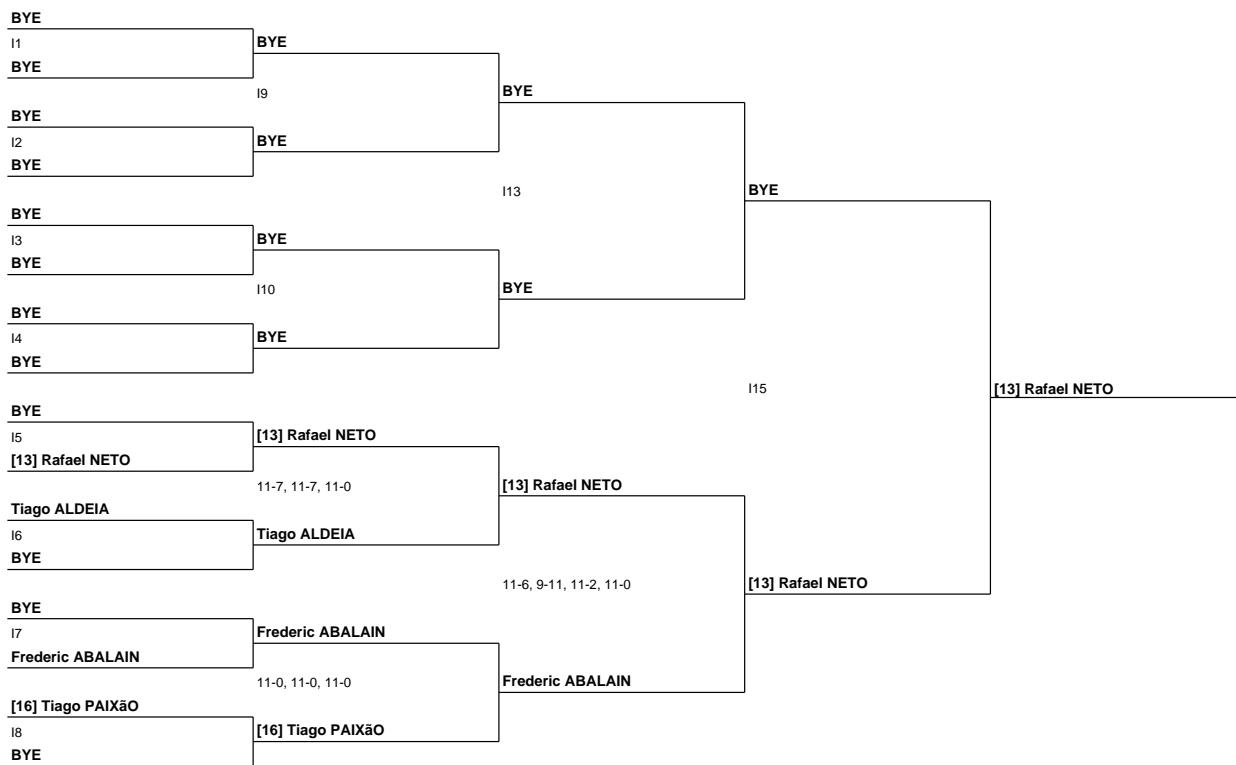 BYE
I1
BYE
BYE
I9
BYE
BYE
I2
BYE
BYE
I13
BYE
BYE
I3
BYE
BYE
I10
BYE
BYE
I4
BYE
BYE
I15
[13] Rafael NETO
BYE
I5
[13] Rafael NETO
[13] Rafael NETO
11-7, 11-7, 11-0
[13] Rafael NETO
Tiago ALDEIA
I6
Tiago ALDEIA
BYE
11-6, 9-11, 11-2, 11-0
[13] Rafael NETO
BYE
I7
Frederic ABALAIN
Frederic ABALAIN
11-0, 11-0, 11-0
Frederic ABALAIN
[16] Tiago PAIXãO
I8
[16] Tiago PAIXãO
BYE